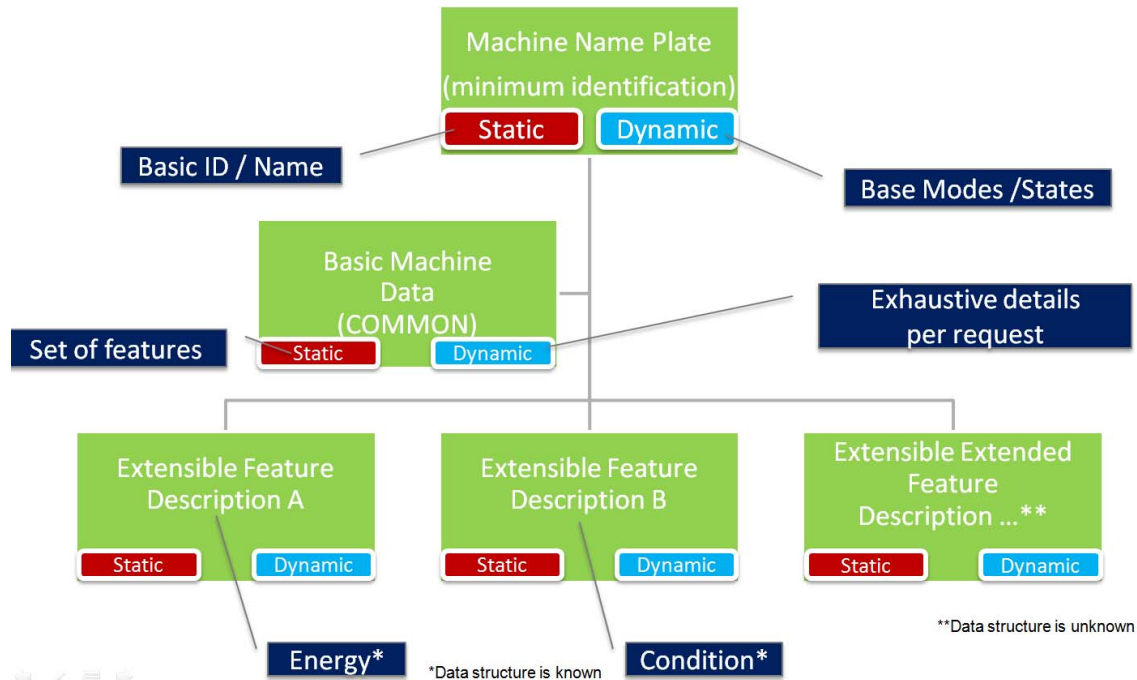 Machine Name Plate
(minimum identification)
Static
Dynamic
Basic ID / Name
Base Modes /States
Basic Machine
Data
(COMMON)
Static
Dynamic
Set of features
Exhaustive details
per request
Extensible Feature
Description A
Static
Dynamic
Extensible Feature
Description B
Static
Dynamic
Extensible Extended
Feature
Description ...**
Static
Dynamic
**Data structure is unknown
Energy*
*Data structure is known
Condition*